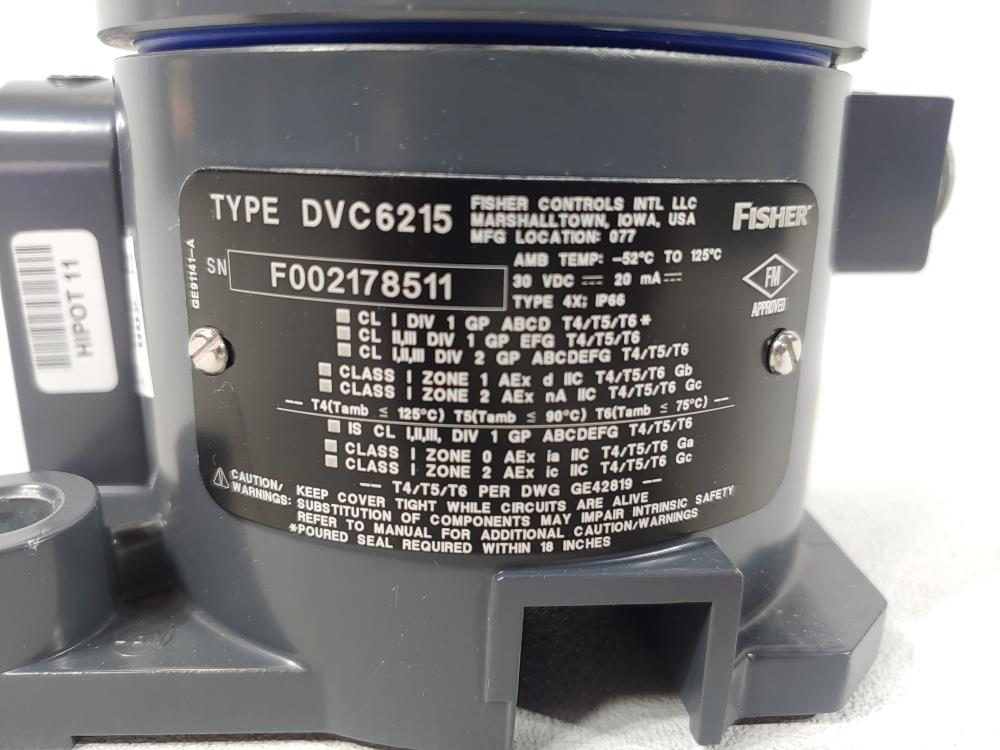 TYPE DVC6215
FISHER CONTROLS INTL LLC
MARSHALLTOWN, IOWA, USA
MFG LOCATION: 077
FISHER
GE91141-A
SN F002178511
AMB TEMP: -52°C TO 125°C
30 VDC ⎓ 20 mA ⎓
TYPE 4X; IP66
FM
APPROVED
CL I DIV 1 GP ABCD T4/T5/T6*
CL II,III DIV 1 GP EFG T4/T5/T6
CL I,II,III DIV 2 GP ABCDEFG T4/T5/T6
CLASS I ZONE 1 AEx d IIC T4/T5/T6 Gb
CLASS I ZONE 2 AEx nA IIC T4/T5/T6 Gc
-- T4(Tamb ≤ 125°C) T5(Tamb ≤ 90°C) T6(Tamb ≤ 75°C) --
IS CL I,II,III, DIV 1 GP ABCDEFG T4/T5/T6
CLASS I ZONE 0 AEx ia IIC T4/T5/T6 Ga
CLASS I ZONE 2 AEx ic IIC T4/T5/T6 Gc
-- T4/T5/T6 PER DWG GE42819 --
CAUTION/
WARNINGS:
KEEP COVER TIGHT WHILE CIRCUITS ARE ALIVE
SUBSTITUTION OF COMPONENTS MAY IMPAIR INTRINSIC SAFETY
REFER TO MANUAL FOR ADDITIONAL CAUTION/WARNINGS
*POURED SEAL REQUIRED WITHIN 18 INCHES
HIPOT 11